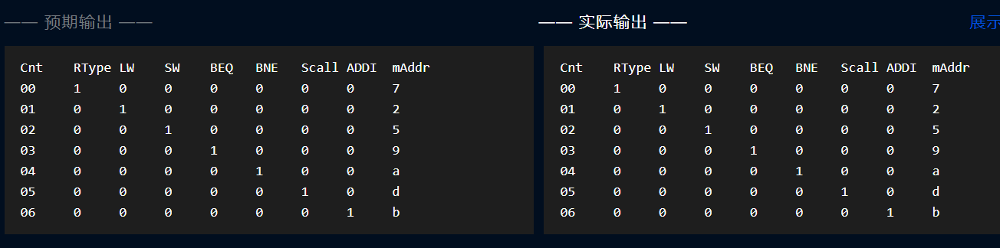 —— 预期输出 ——
Cnt RType LW SW BEQ BNE Scall ADDI mAddr
00 1 0 0 0 0 0 0 7
01 0 1 0 0 0 0 0 2
02 0 0 1 0 0 0 0 5
03 0 0 0 1 0 0 0 9
04 0 0 0 0 1 0 0 a
05 0 0 0 0 0 1 0 d
06 0 0 0 0 0 0 1 b
—— 实际输出 ——
展示
Cnt RType LW SW BEQ BNE Scall ADDI mAddr
00 1 0 0 0 0 0 0 7
01 0 1 0 0 0 0 0 2
02 0 0 1 0 0 0 0 5
03 0 0 0 1 0 0 0 9
04 0 0 0 0 1 0 0 a
05 0 0 0 0 0 1 0 d
06 0 0 0 0 0 0 1 b